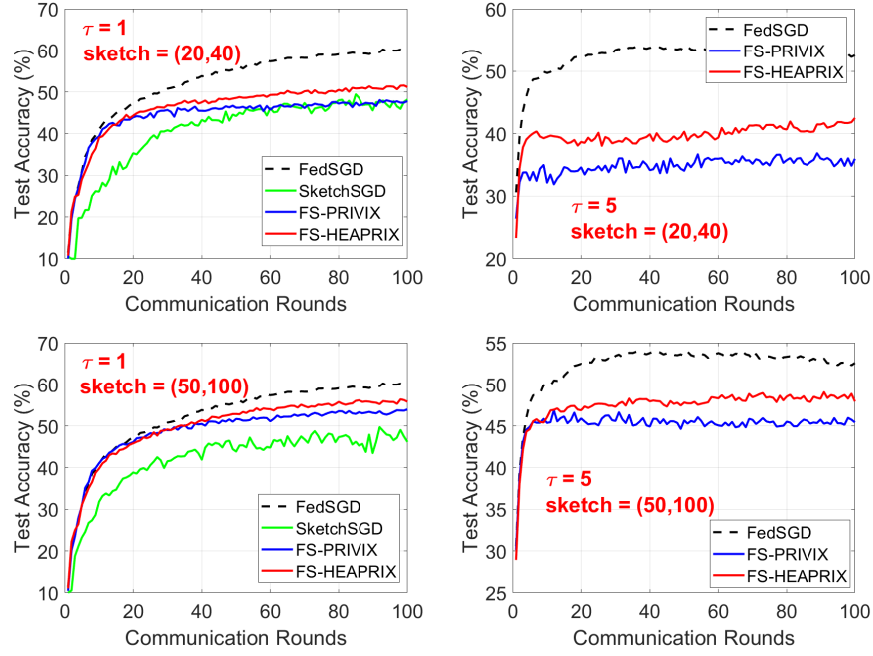 70
60
50
40
30
20
10
Test Accuracy (%)
τ = 1
sketch = (20,40)
FedSGD
SketchSGD
FS-PRIVIX
FS-HEAPRIX
0 20 40 60 80 100
Communication Rounds
60
50
40
30
20
Test Accuracy (%)
FedSGD
FS-PRIVIX
FS-HEAPRIX
τ = 5
sketch = (20,40)
0 20 40 60 80 100
Communication Rounds
70
60
50
40
30
20
10
Test Accuracy (%)
τ = 1
sketch = (50,100)
FedSGD
SketchSGD
FS-PRIVIX
FS-HEAPRIX
0 20 40 60 80 100
Communication Rounds
55
50
45
40
35
30
25
Test Accuracy (%)
τ = 5
sketch = (50,100)
FedSGD
FS-PRIVIX
FS-HEAPRIX
0 20 40 60 80 100
Communication Rounds